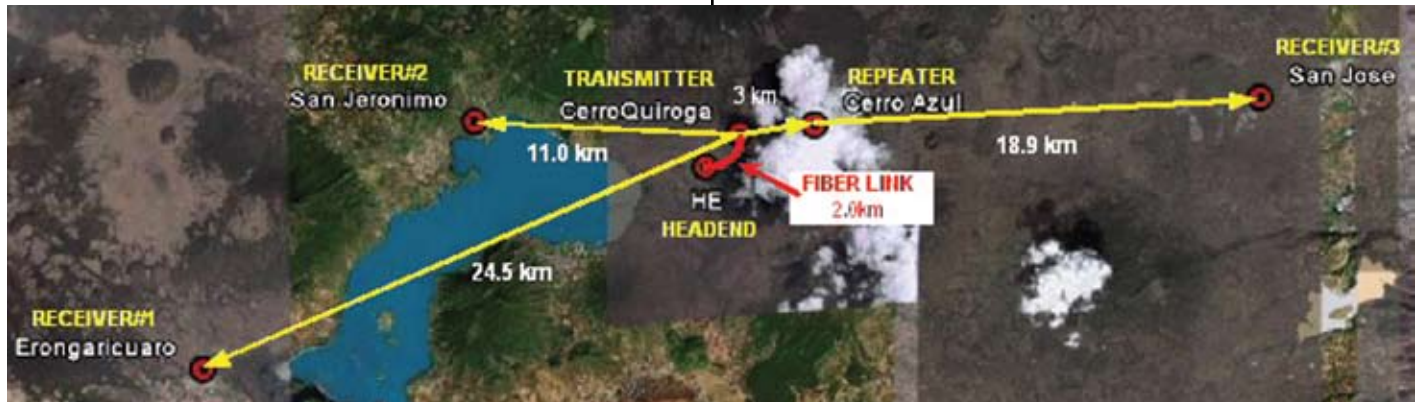 RECEIVER#2
San Jeronimo
TRANSMITTER
CerroQuiroga
3 km
REPEATER
Cerro Azul
RECEIVER#3
San Jose
11.0 km
18.9 km
FIBER LINK
2.0km
HE
HEADEND
24.5 km
RECEIVER#1
Erongaricuaro